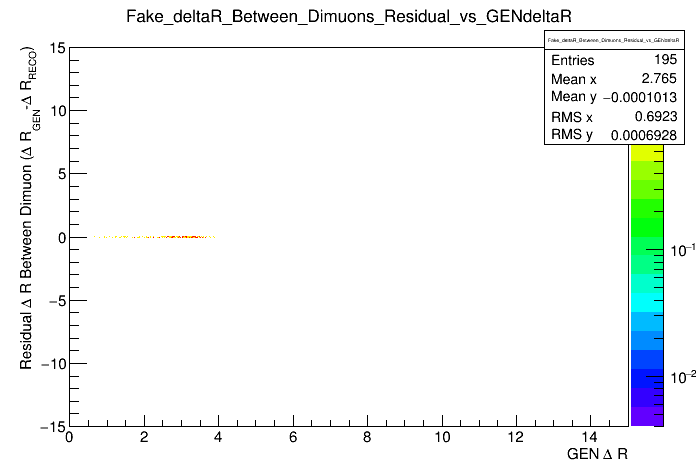 Fake_deltaR_Between_Dimuons_Residual_vs_GENdeltaR
Fake_deltaR_Between_Dimuons_Residual_vs_GENdeltaR
Entries 195
Mean x 2.765
Mean y −0.0001013
RMS x 0.6923
RMS y 0.0006928
Residual Δ R Between Dimuon (Δ R_GEN-Δ R_RECO)
15
10
5
0
−5
−10
−15
10⁻¹
10⁻²
0 2 4 6 8 10 12 14
GEN Δ R